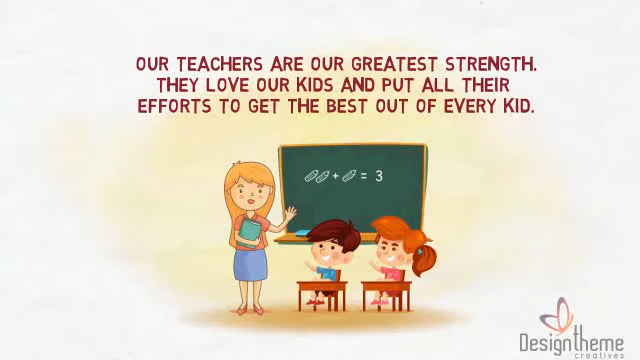 OUR TEACHERS ARE OUR GREATEST STRENGTH.
THEY LOVE OUR KIDS AND PUT ALL THEIR
EFFORTS TO GET THE BEST OUT OF EVERY KID.
+ = 3
Designtheme
creatives